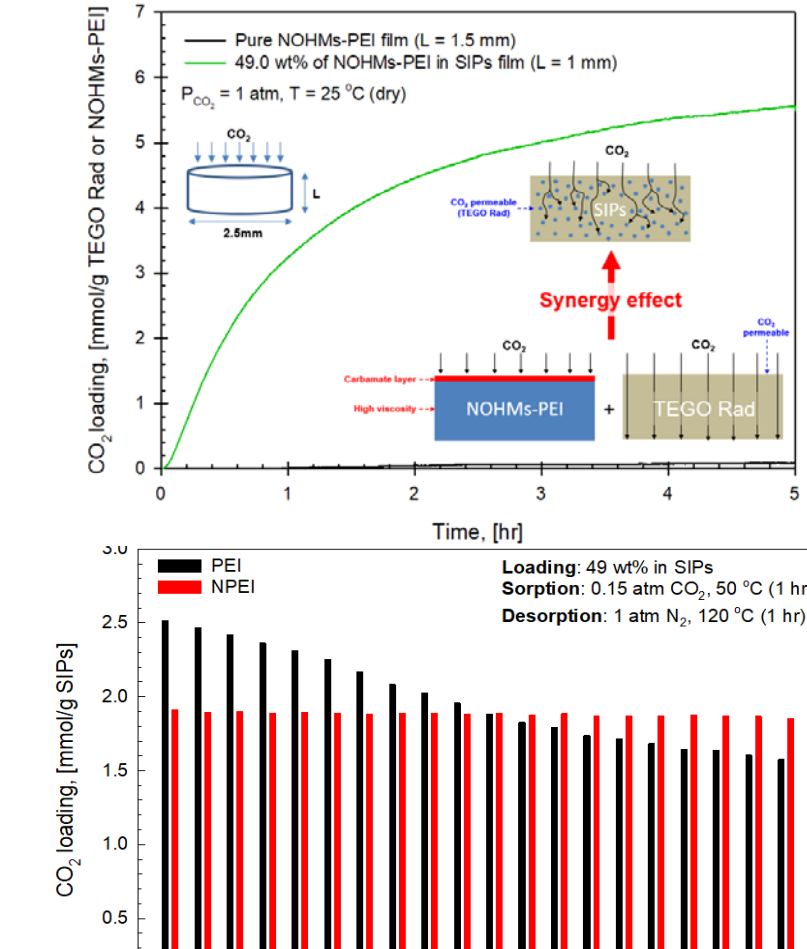 7
Pure NOHMs-PEI film (L = 1.5 mm)
49.0 wt% of NOHMs-PEI in SIPs film (L = 1 mm)
6
P_CO₂ = 1 atm, T = 25 °C (dry)
5
CO₂
CO₂
4
L
CO₂ permeable
(TEGO Rad)
SIPs
2.5mm
3
Synergy effect
2
CO₂
permeable
CO₂
CO₂
Carbamate layer
1
High viscosity
NOHMs-PEI
+
TEGO Rad
0
CO₂ loading, [mmol/g TEGO Rad or NOHMs-PEI]
0 1 2 3 4 5
Time, [hr]
3.0
PEI
NPEI
Loading: 49 wt% in SIPs
Sorption: 0.15 atm CO₂, 50 °C (1 hr
Desorption: 1 atm N₂, 120 °C (1 hr)
2.5
2.0
1.5
1.0
0.5
CO₂ loading, [mmol/g SIPs]